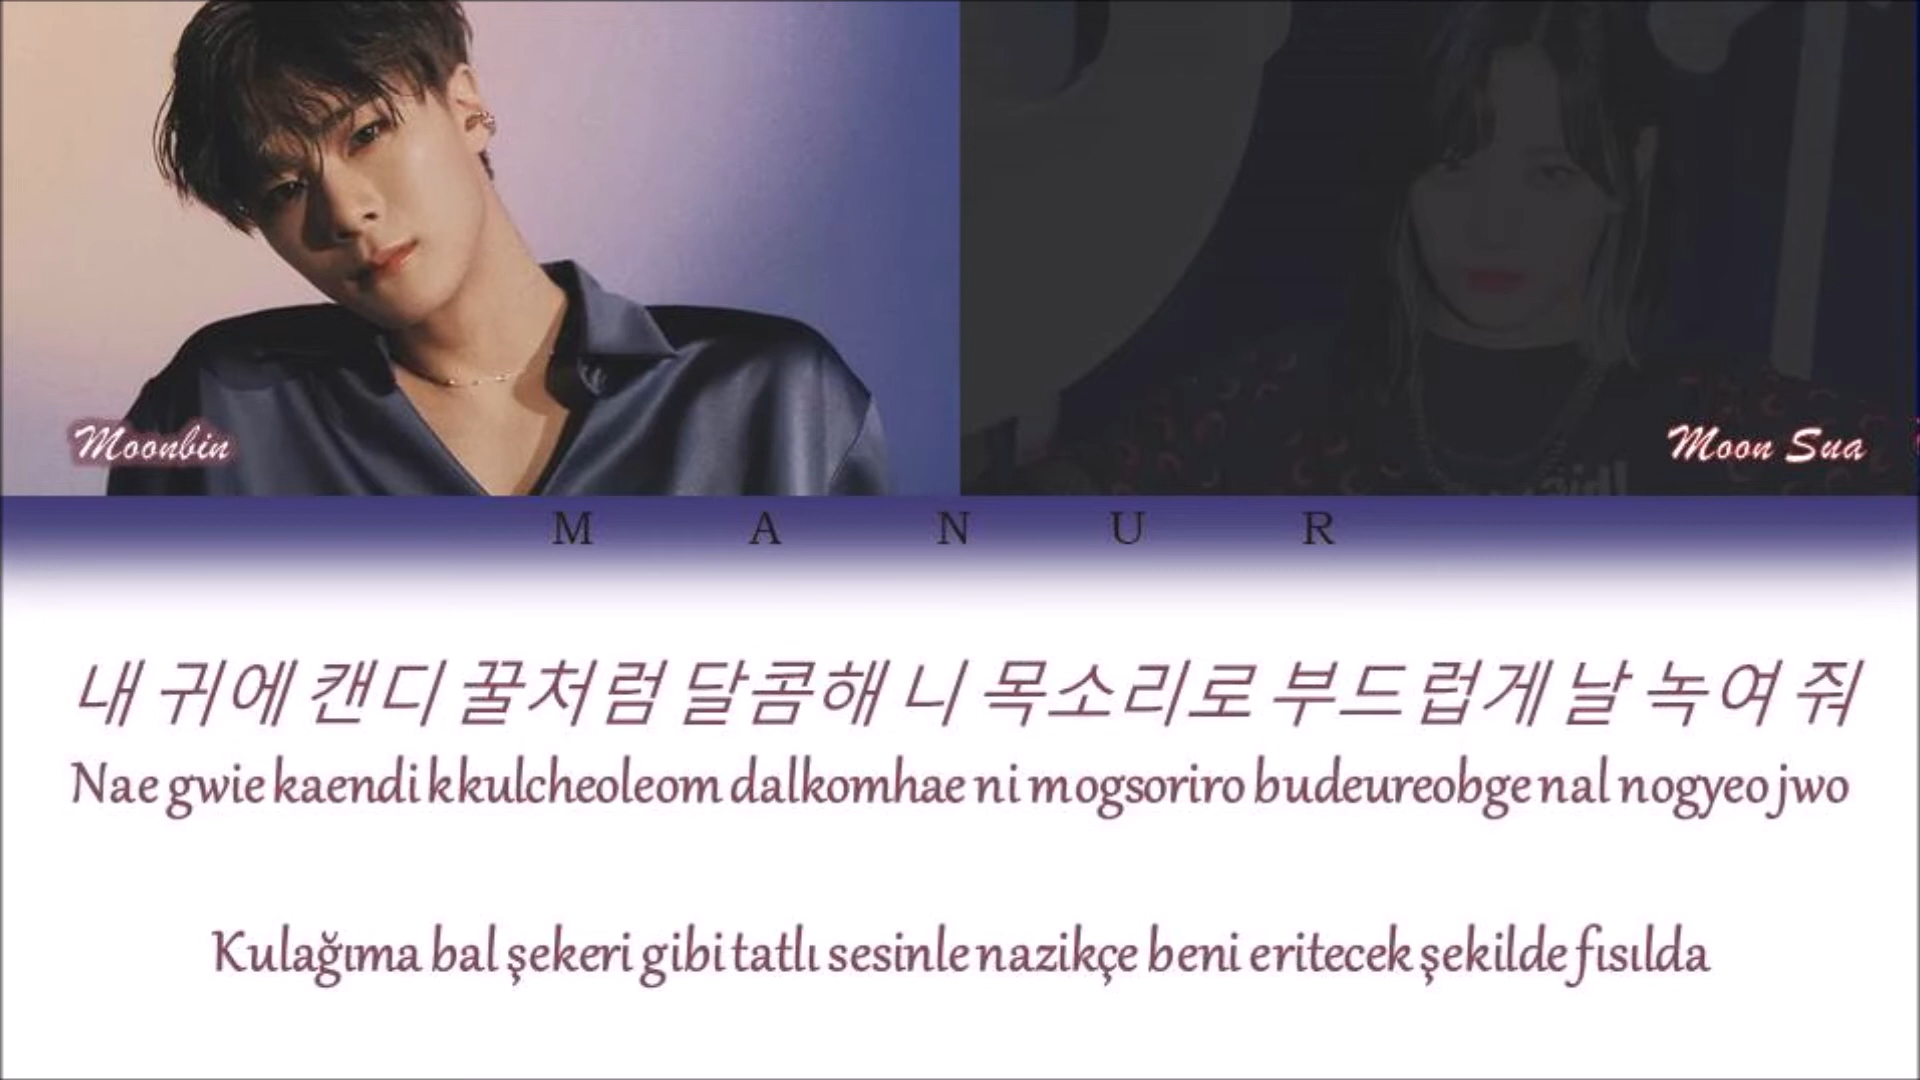 Moonbin
Moon Sua
M A N U R
내 귀에 캔디 꿀처럼 달콤해 니 목소리로 부드럽게 날 녹여 줘
Nae gwie kaendi kkulcheoleom dalkomhae ni mogsoriro budeureobge nal nogyeo jwo
Kulağıma bal şekeri gibi tatlı sesinle nazikçe beni eritecek şekilde fısılda